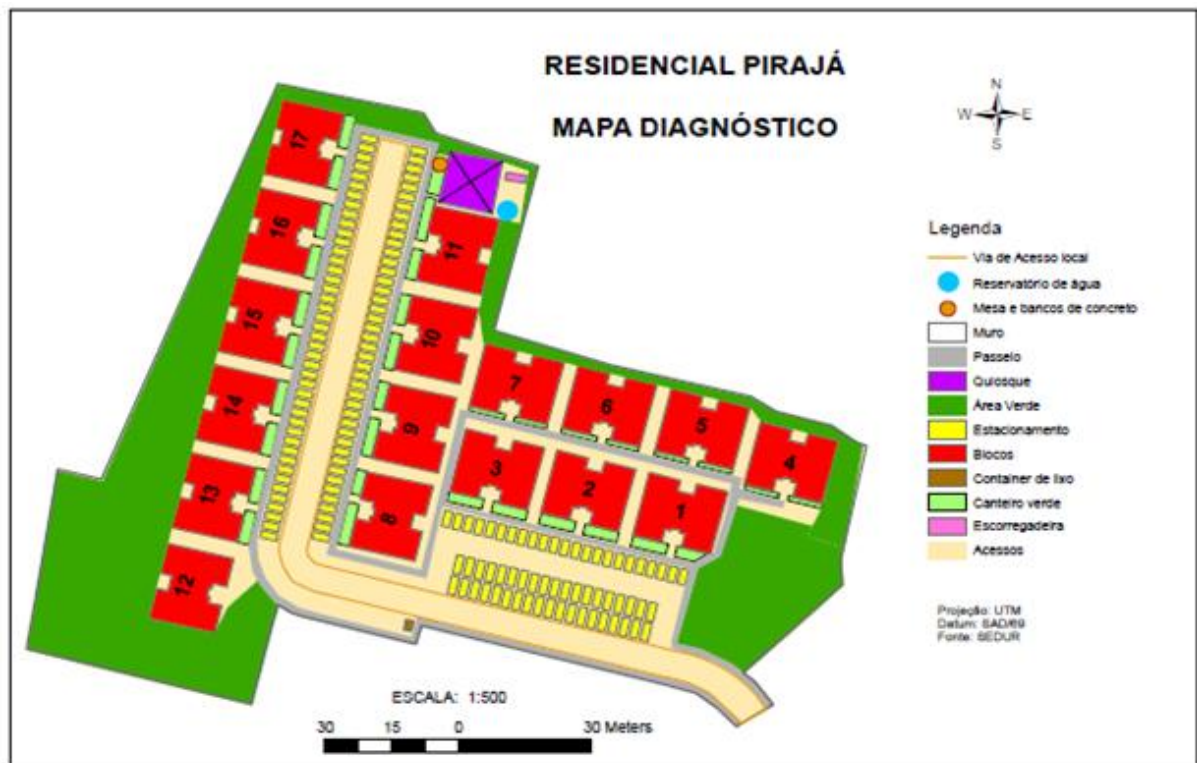 RESIDENCIAL PIRAJÁ
MAPA DIAGNÓSTICO
N
W E
S
17
16
15
14
13
12
11
10
9
8
7
6
5
4
3
2
1
Legenda
Via de Acesso local
Reservatório de água
Mesa e bancos de concreto
Muro
Passeio
Quiosque
Área Verde
Estacionamento
Blocos
Container de lixo
Canteiro verde
Escorregadeira
Acessos
Projeção: UTM
Datum: SAD/69
Fonte: SEDUR
ESCALA: 1:500
30 15 0 30 Meters